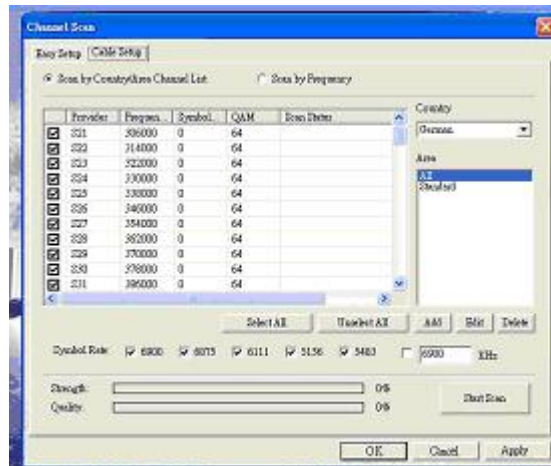 Channel Scan
Easy Setup Cable Setup
Scan by Country/Area Channel List Scan by Frequency
Provider Frequen... Symbol... QAM Scan Status
S21 306000 0 64
S22 314000 0 64
S23 322000 0 64
S24 330000 0 64
S25 338000 0 64
S26 346000 0 64
S27 354000 0 64
S28 362000 0 64
S29 370000 0 64
S30 378000 0 64
S31 386000 0 64
Country
German
Area
All
Standard
Select All Unselect All Add Edit Delete
Symbol Rate 6900 6875 6111 5156 5483 6900 KHz
Strength 0%
Quality 0%
Start Scan
OK Cancel Apply